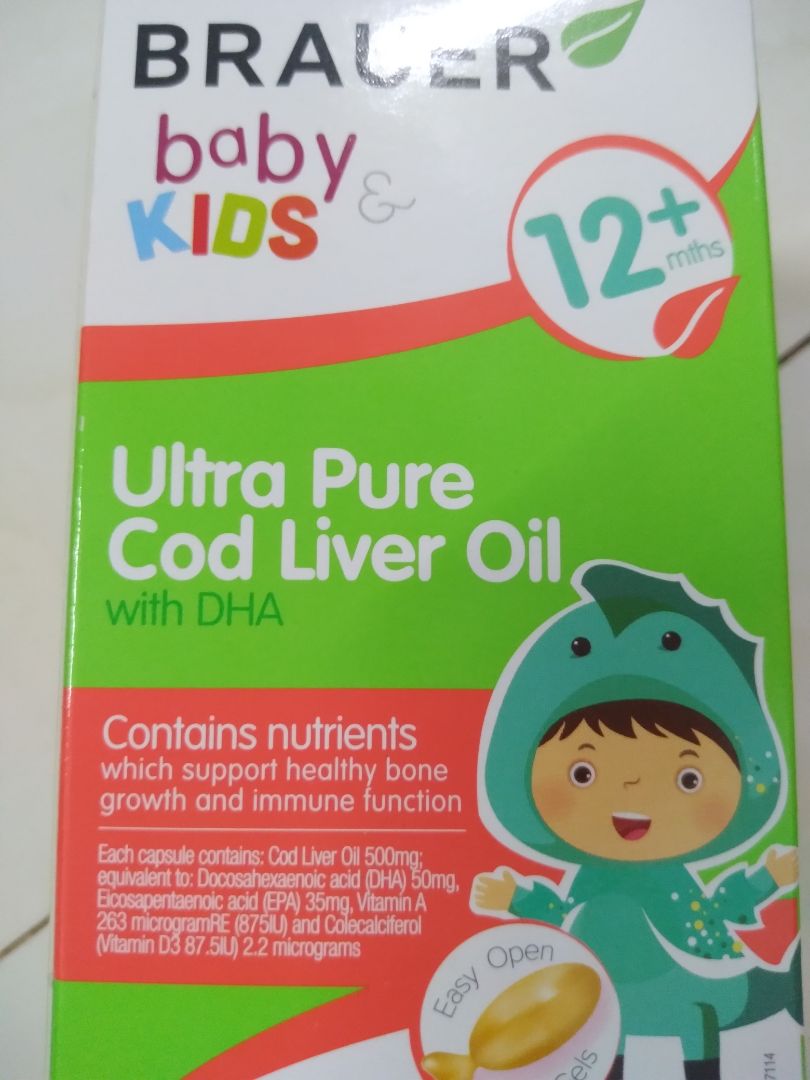 BRAUER
baby
KIDS &
12+
mths
Ultra Pure
Cod Liver Oil
with DHA
Contains nutrients
which support healthy bone
growth and immune function
Each capsule contains: Cod Liver Oil 500mg;
equivalent to: Docosahexaenoic acid (DHA) 50mg,
Eicosapentaenoic acid (EPA) 35mg, Vitamin A
263 microgramRE (875IU) and Colecalciferol
(Vitamin D3 87.5IU) 2.2 micrograms
Easy Open
7114